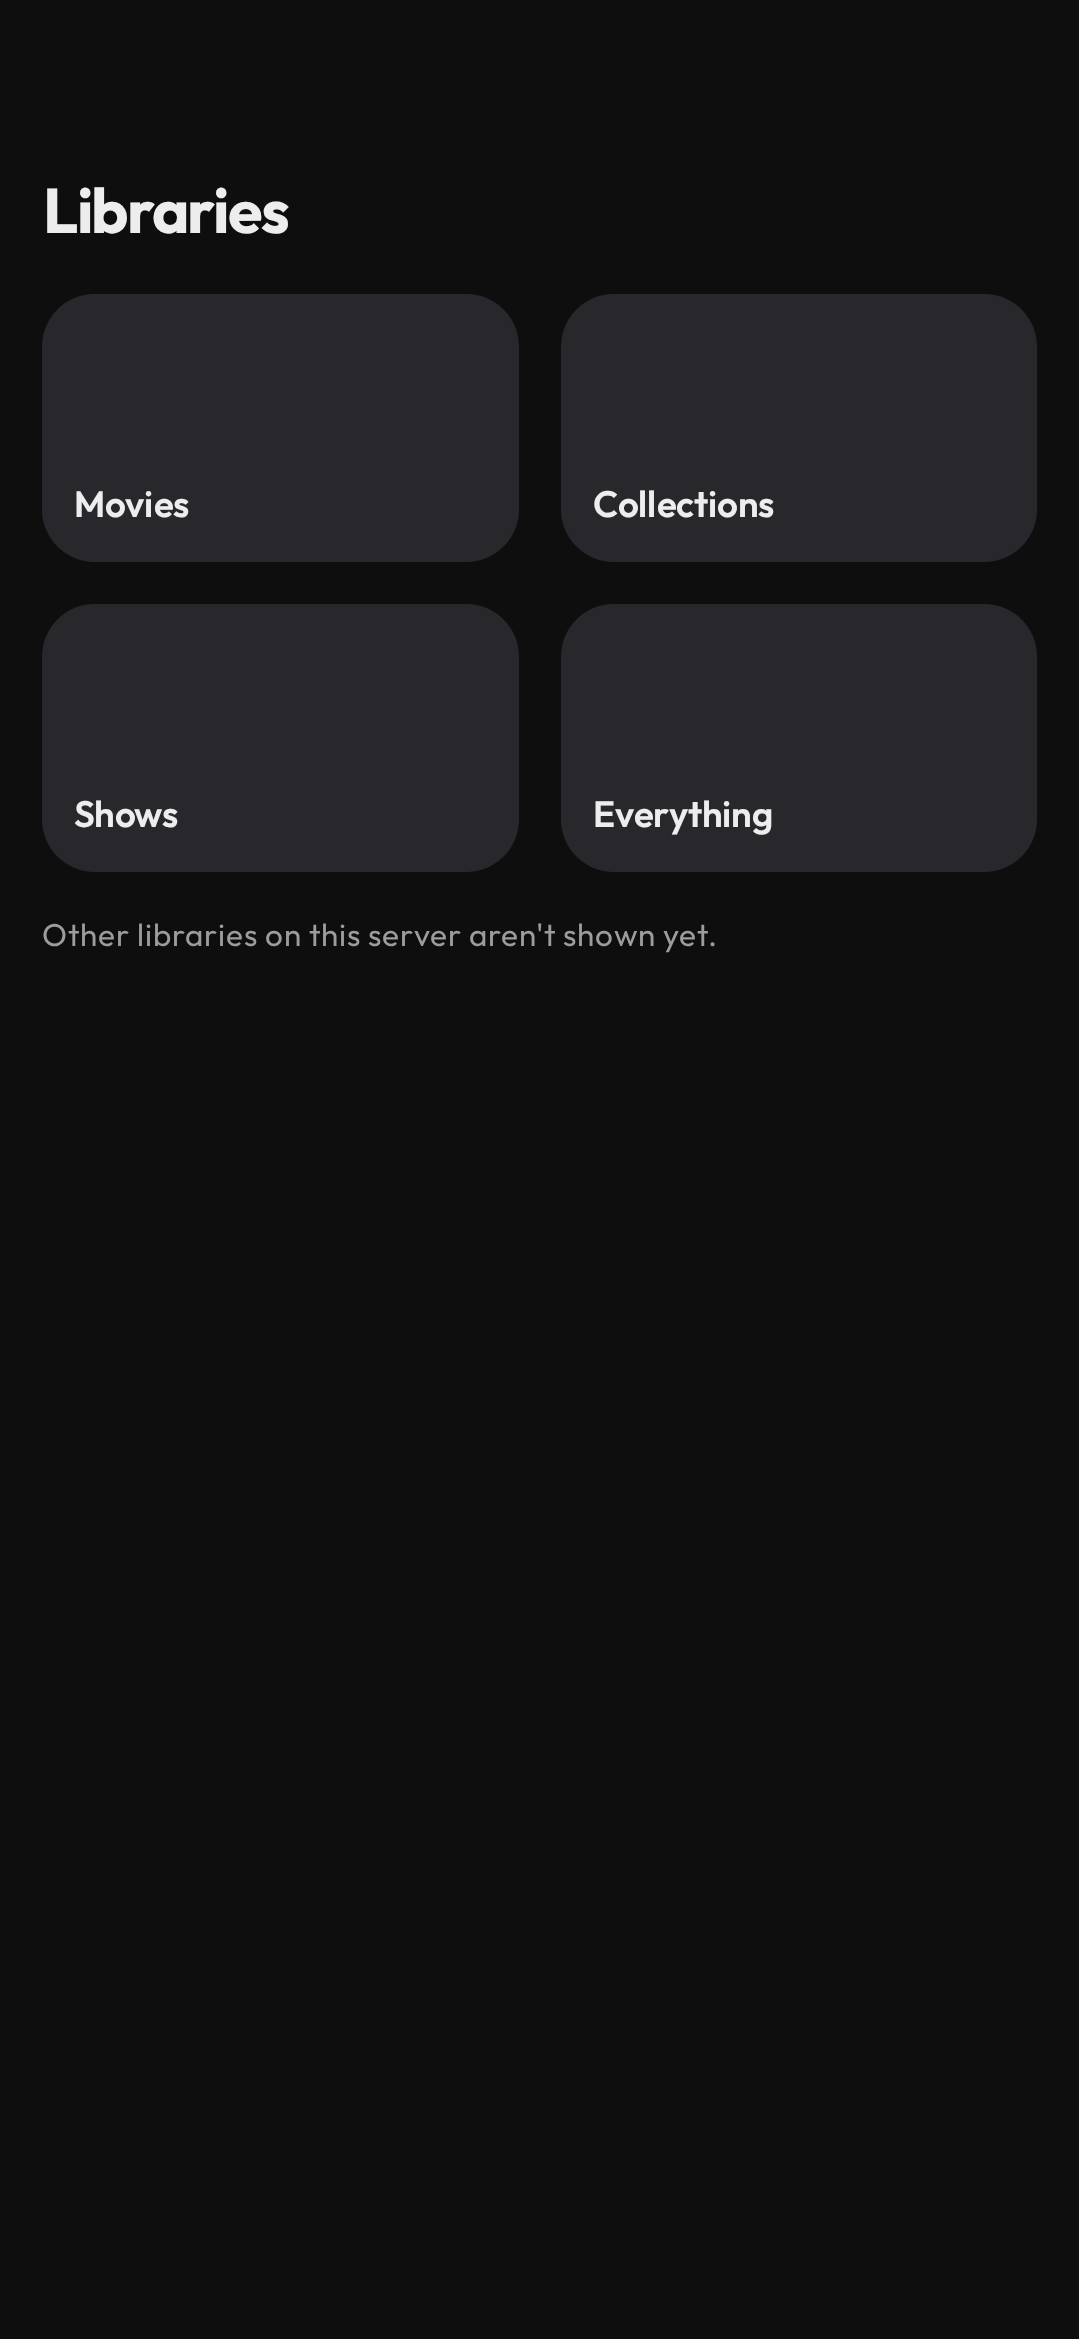 Libraries
Movies
Collections
Shows
Everything
Other libraries on this server aren't shown yet.